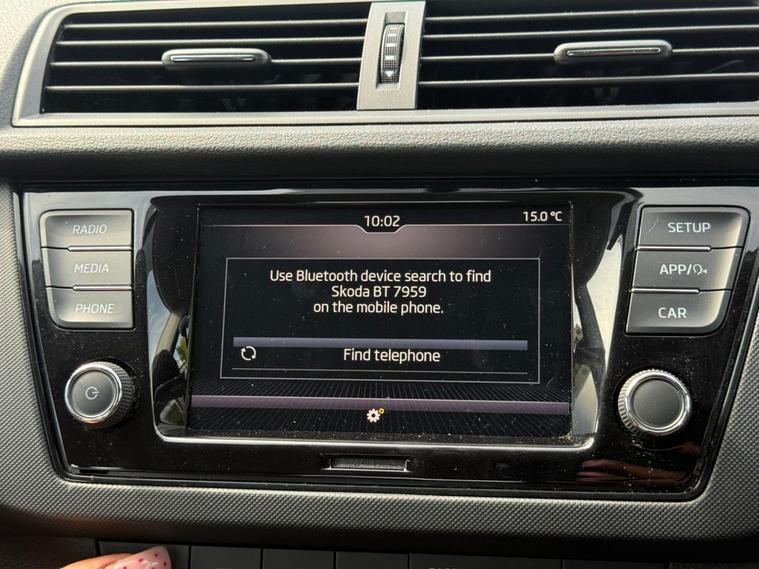 10:02
15.0 °C
RADIO
MEDIA
PHONE
Use Bluetooth device search to find
Skoda BT 7959
on the mobile phone.
Find telephone
SETUP
APP/
CAR